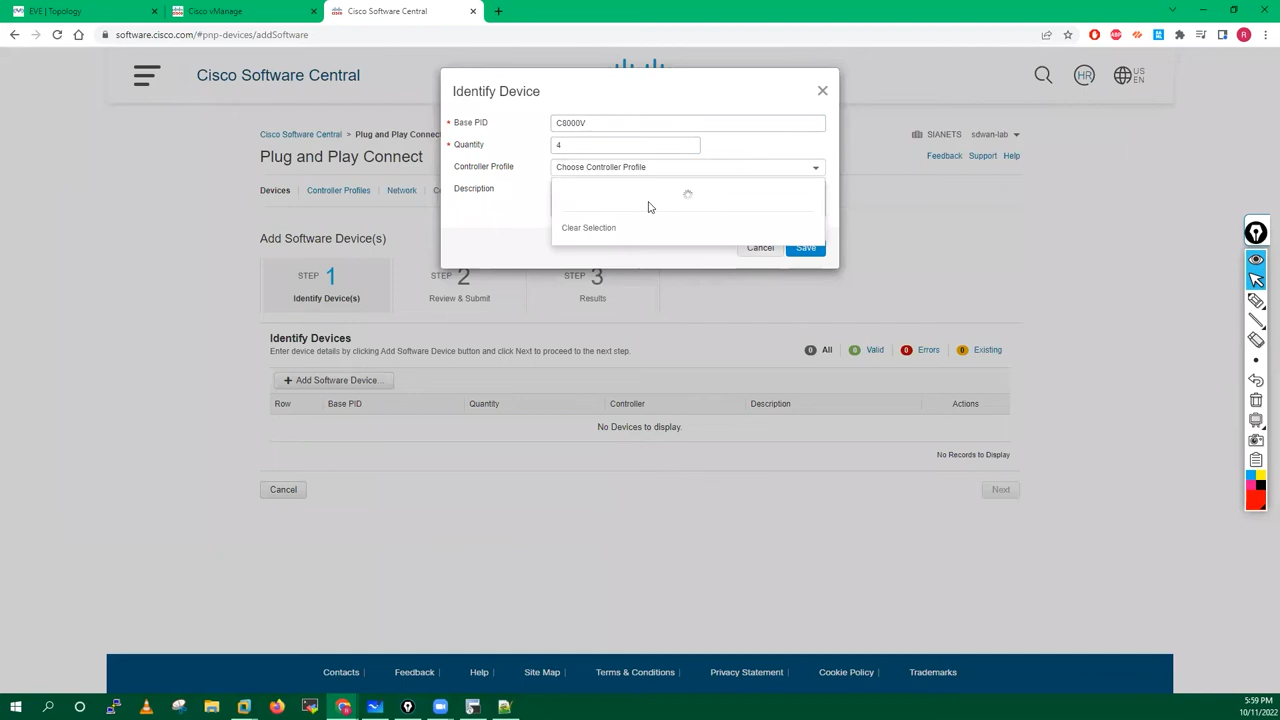 EVE | Topology
Cisco vManage
Cisco Software Central
software.cisco.com/#pnp-devices/addSoftware
Cisco Software Central
HR
US
EN
Identify Device
* Base PID
C8000V
* Quantity
4
Controller Profile
Choose Controller Profile
Description
Clear Selection
Cancel
Save
Cisco Software Central > Plug and Play Connect
SIANETS
sdwan-lab
Plug and Play Connect
Feedback
Support
Help
Devices
Controller Profiles
Network
C
Add Software Device(s)
STEP 1
Identify Device(s)
STEP 2
Review & Submit
STEP 3
Results
Identify Devices
Enter device details by clicking Add Software Device button and click Next to proceed to the next step.
0 All
0 Valid
0 Errors
0 Existing
+ Add Software Device...
Row
Base PID
Quantity
Controller
Description
Actions
No Devices to display.
No Records to Display
Cancel
Next
Contacts |
Feedback |
Help |
Site Map |
Terms & Conditions |
Privacy Statement |
Cookie Policy |
Trademarks
5:59 PM
10/11/2022